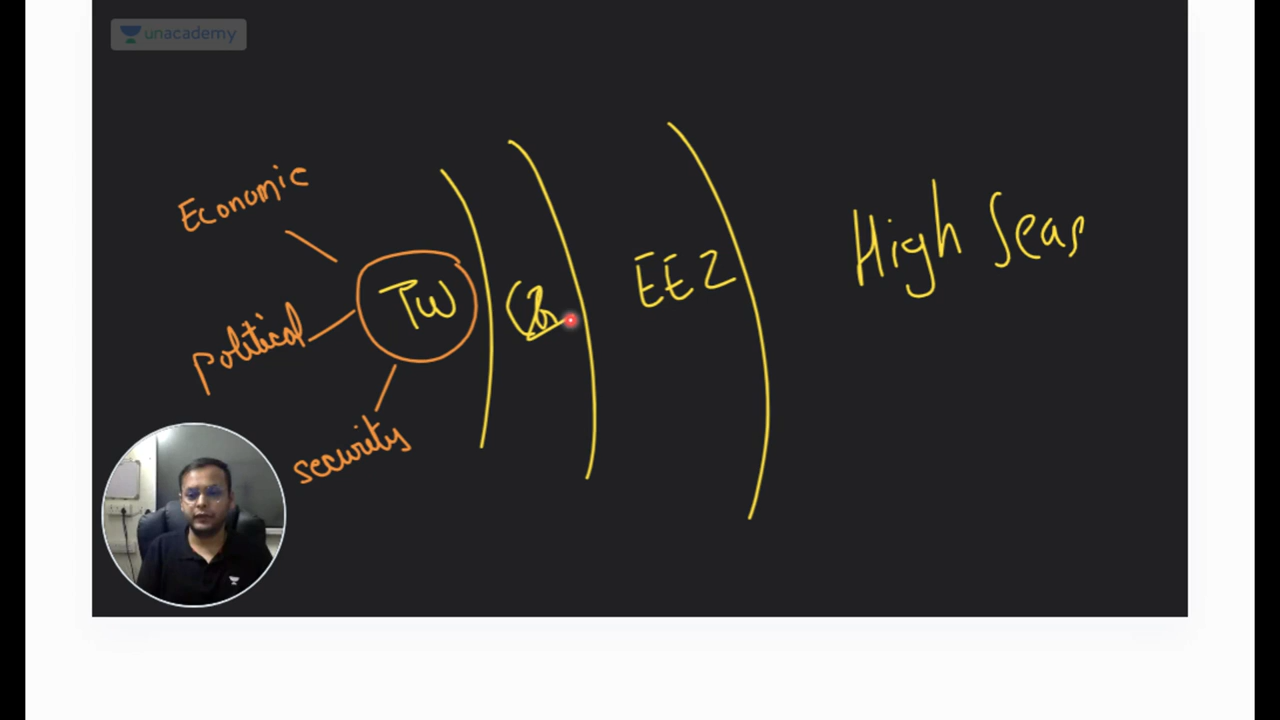 unacademy
Economic
High Seas
EEZ
TW
political
security